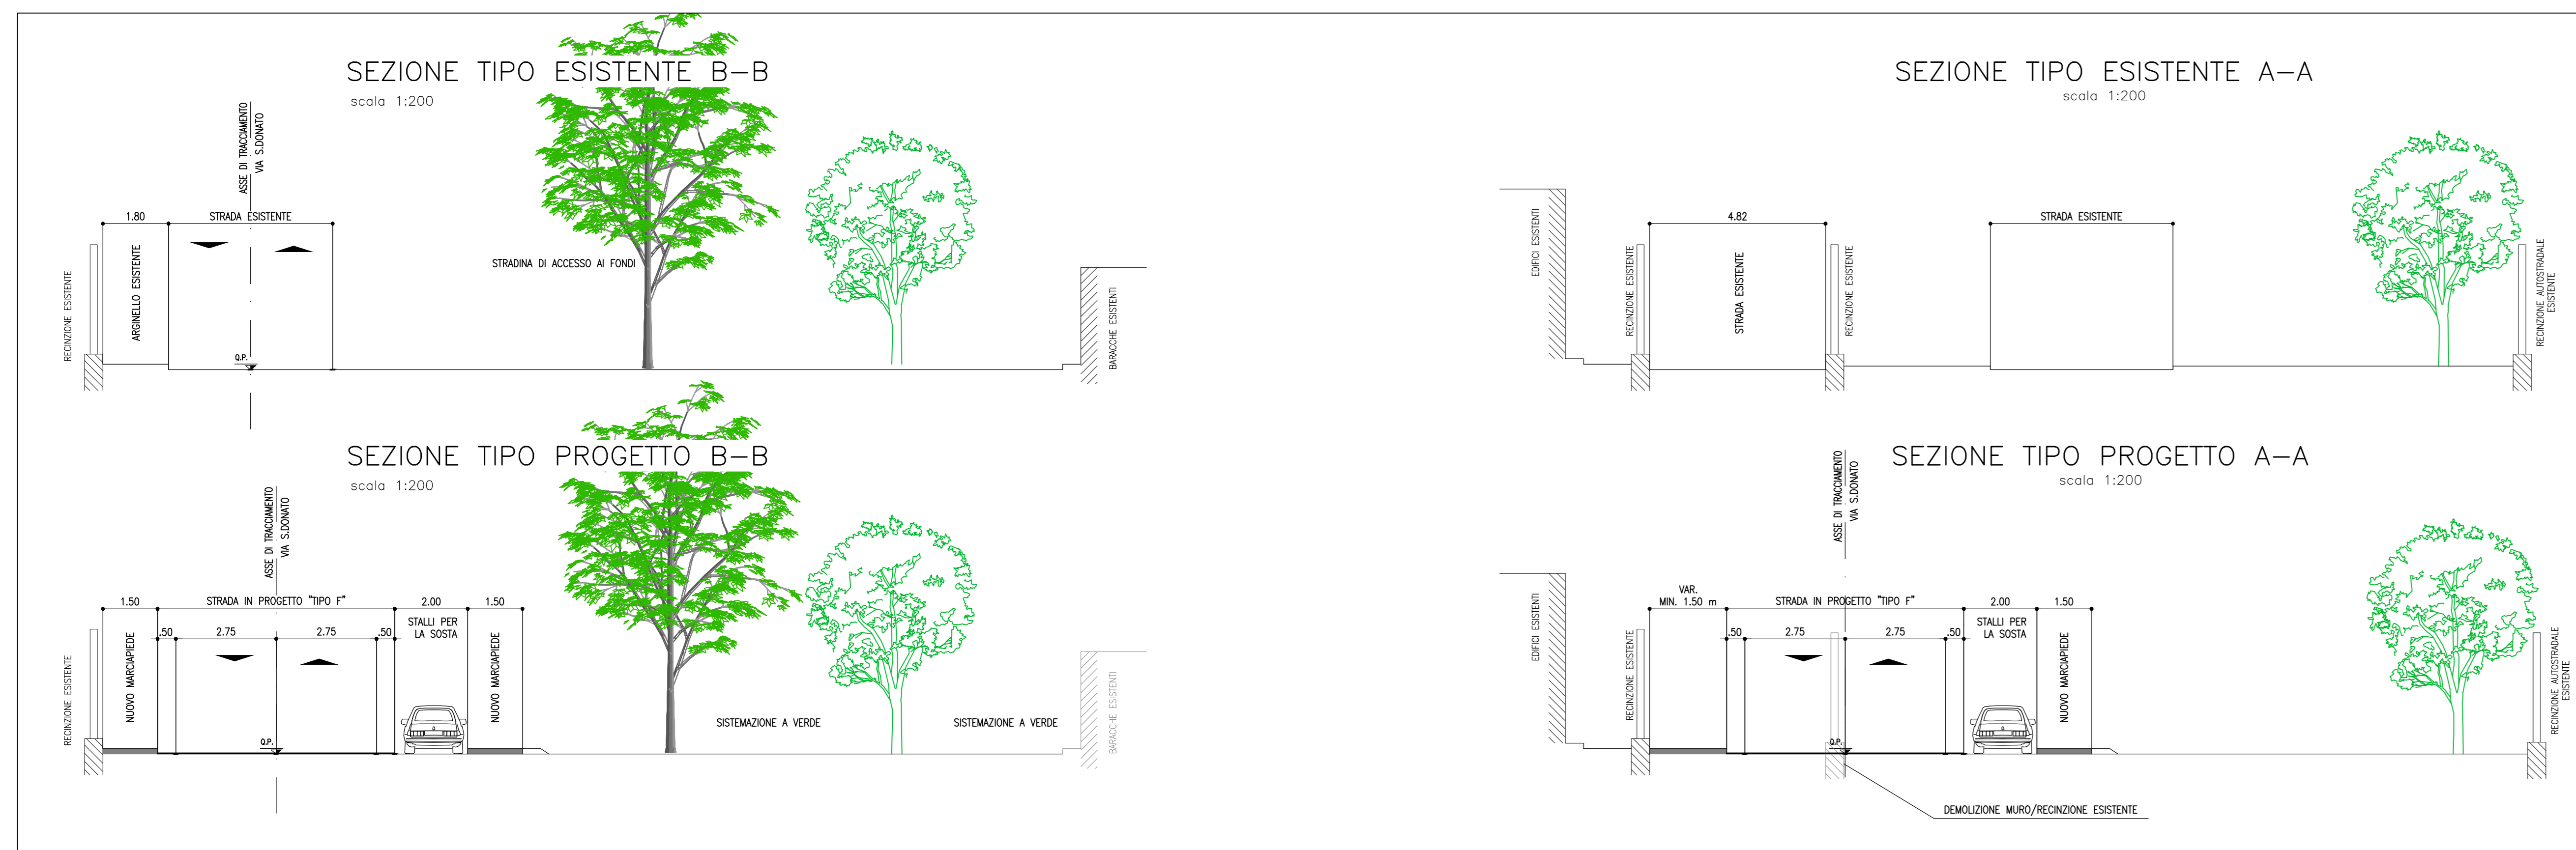 SEZIONE TIPO ESISTENTE B-B
scala 1:200
ASSE DI TRACCIAMENTO
VIA S.DONATO
1.80
STRADA ESISTENTE
RECINZIONE ESISTENTE
ARGINELLO ESISTENTE
Q.P.
STRADINA DI ACCESSO AI FONDI
BARACCHE ESISTENTI
SEZIONE TIPO ESISTENTE A-A
scala 1:200
EDIFICI ESISTENTI
RECINZIONE ESISTENTE
4.82
STRADA ESISTENTE
RECINZIONE ESISTENTE
STRADA ESISTENTE
RECINZIONE AUTOSTRADALE
ESISTENTE
SEZIONE TIPO PROGETTO B-B
scala 1:200
ASSE DI TRACCIAMENTO
VIA S.DONATO
1.50
STRADA IN PROGETTO "TIPO F"
2.00
1.50
STALLI PER
LA SOSTA
.50
2.75
2.75
.50
RECINZIONE ESISTENTE
NUOVO MARCIAPIEDE
Q.P.
NUOVO MARCIAPIEDE
SISTEMAZIONE A VERDE
SISTEMAZIONE A VERDE
BARACCHE ESISTENTI
SEZIONE TIPO PROGETTO A-A
scala 1:200
ASSE DI TRACCIAMENTO
VIA S.DONATO
EDIFICI ESISTENTI
VAR.
MIN. 1.50 m
STRADA IN PROGETTO "TIPO F"
2.00
1.50
STALLI PER
LA SOSTA
.50
2.75
2.75
.50
RECINZIONE ESISTENTE
Q.P.
NUOVO MARCIAPIEDE
RECINZIONE AUTOSTRADALE
ESISTENTE
DEMOLIZIONE MURO/RECINZIONE ESISTENTE